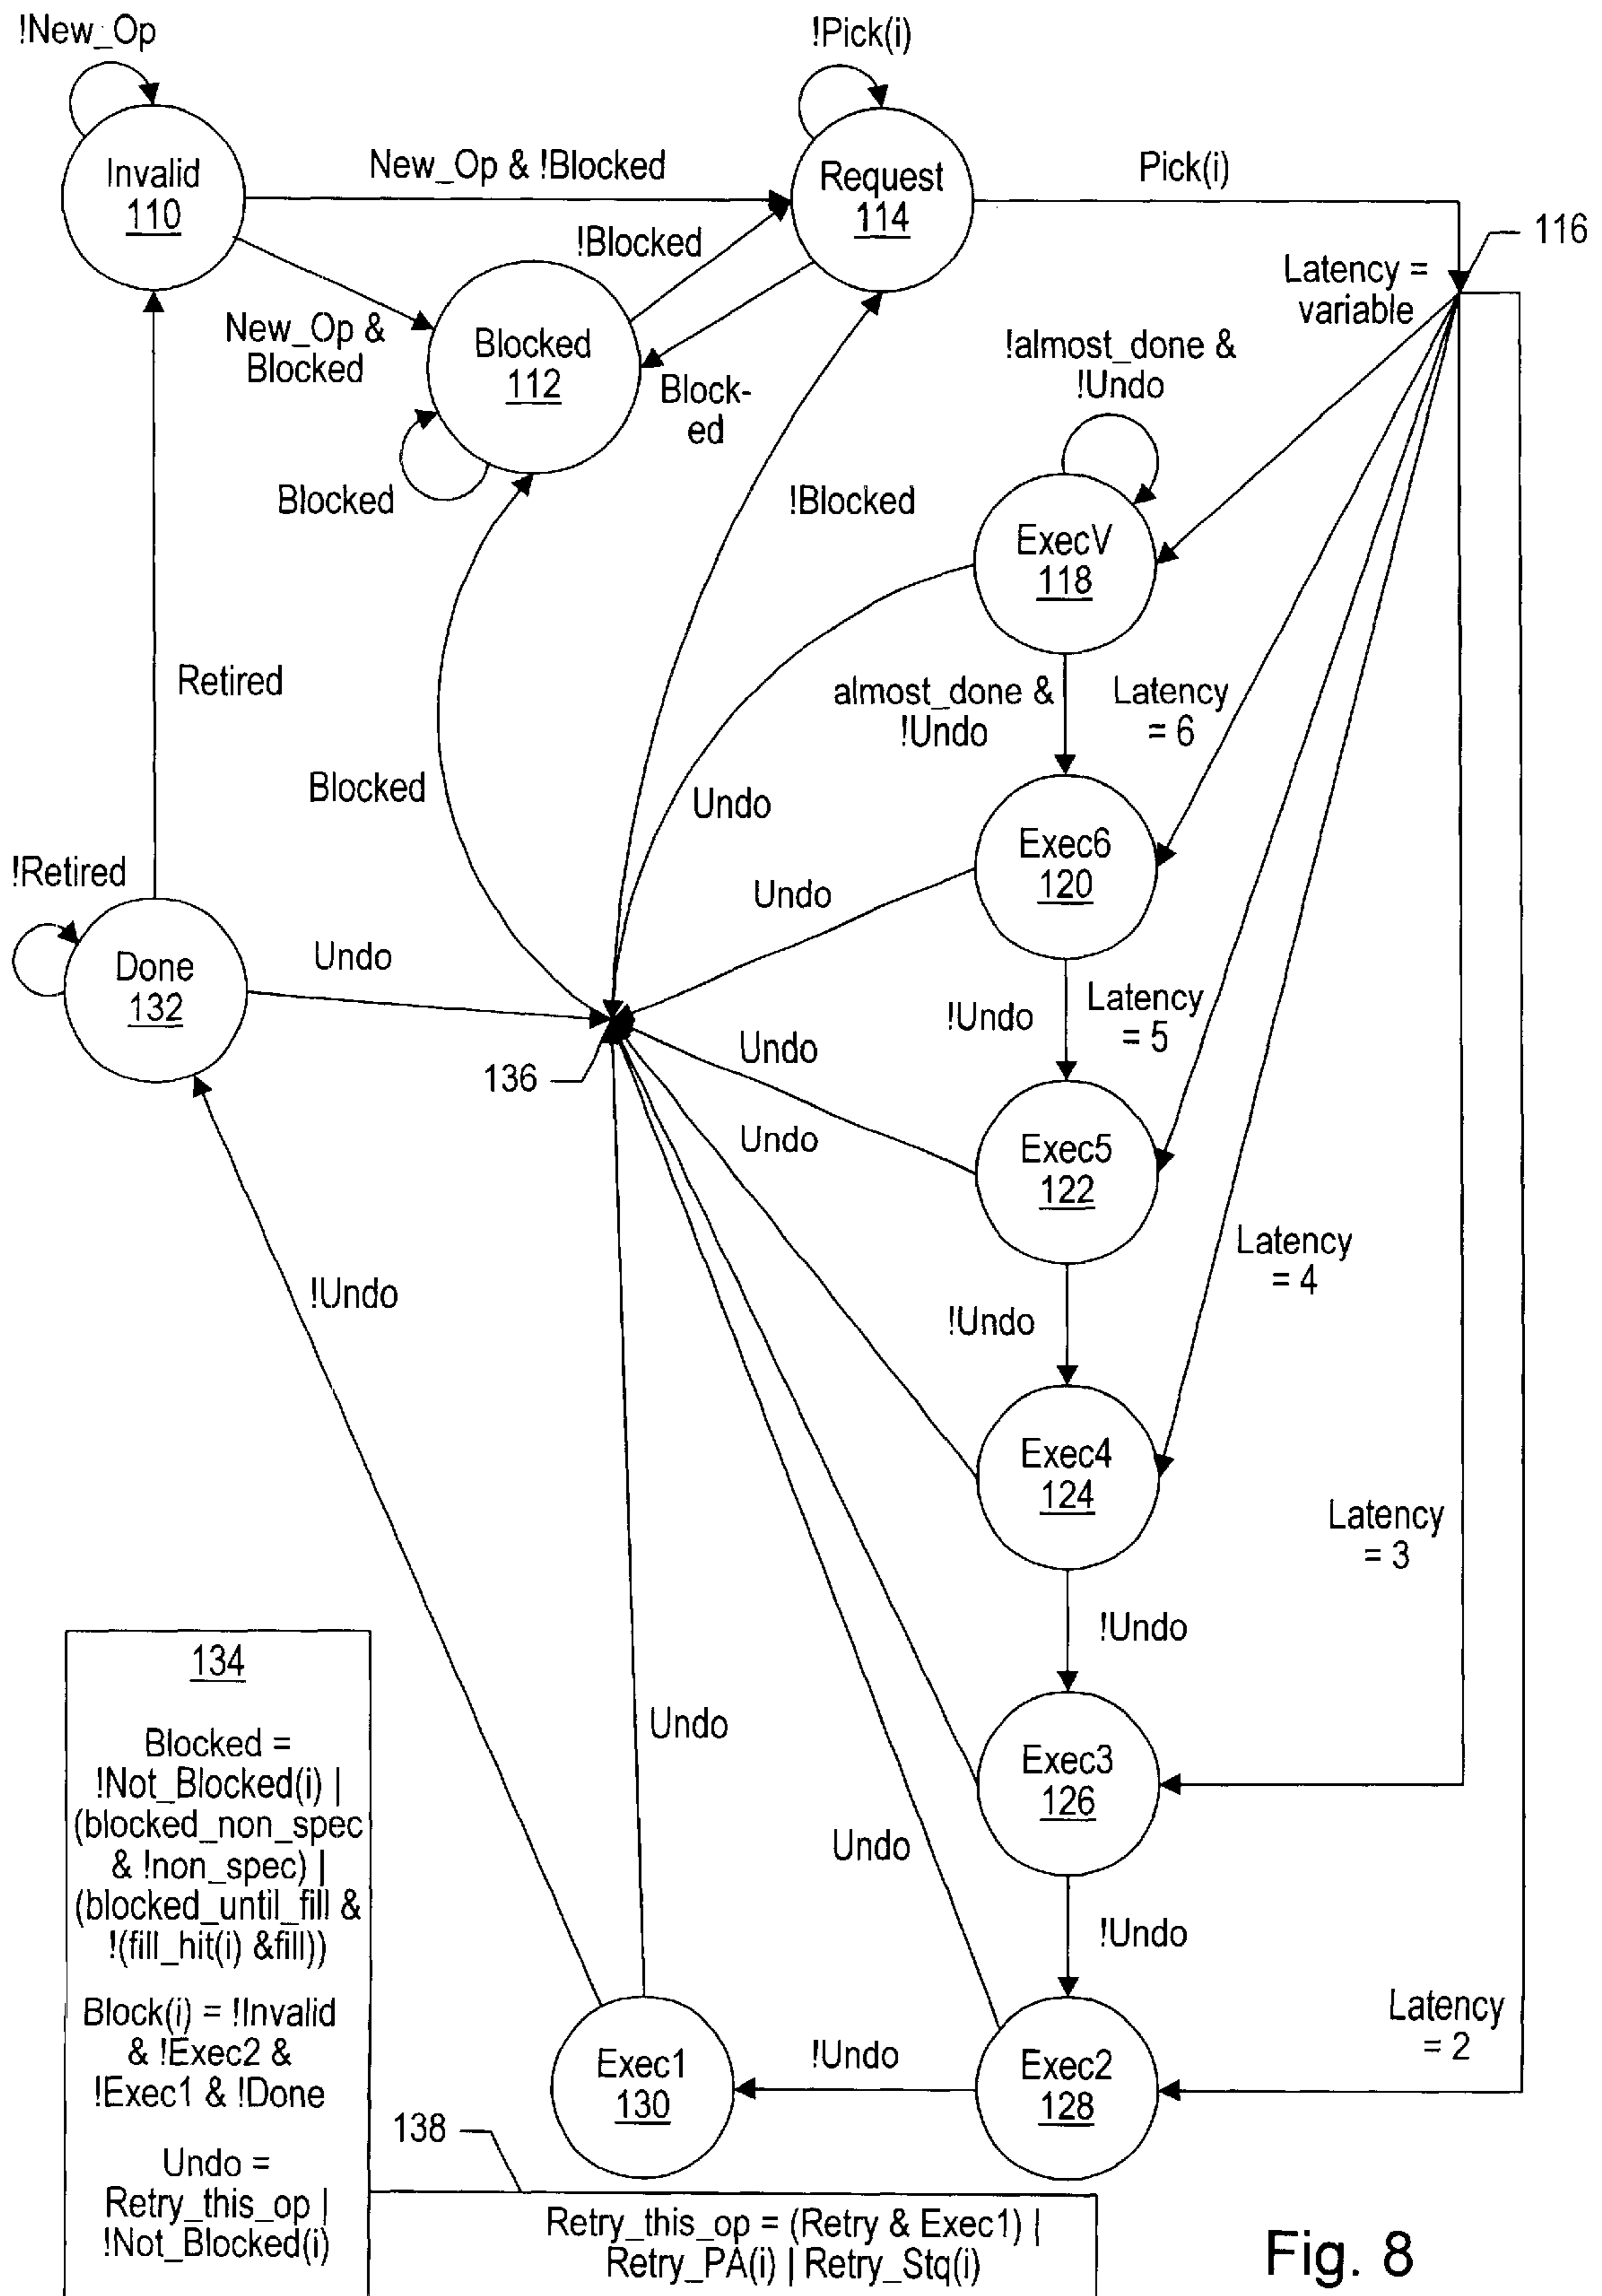 !New_Op
!Pick(i)
Invalid
110
New_Op & !Blocked
Request
114
Pick(i)
116
!Blocked
Latency =
variable
New_Op &
Blocked
Blocked
112
Block-
ed
!almost_done &
!Undo
Blocked
!Blocked
ExecV
118
Retired
almost_done &
!Undo
Latency
= 6
Blocked
Undo
Exec6
120
!Retired
Undo
Done
132
Undo
!Undo
Latency
= 5
136
Undo
Undo
Exec5
122
Latency
= 4
!Undo
!Undo
Exec4
124
Latency
= 3
!Undo
134
Undo
Exec3
126
Blocked =
!Not_Blocked(i) |
(blocked_non_spec
& !non_spec) |
(blocked_until_fill &
!(fill_hit(i) &fill))
Undo
!Undo
Block(i) = !Invalid
& !Exec2 &
!Exec1 & !Done
Latency
= 2
Exec1
130
!Undo
Exec2
128
138
Undo =
Retry_this_op |
!Not_Blocked(i)
Retry_this_op = (Retry & Exec1) |
Retry_PA(i) | Retry_Stq(i)
Fig. 8